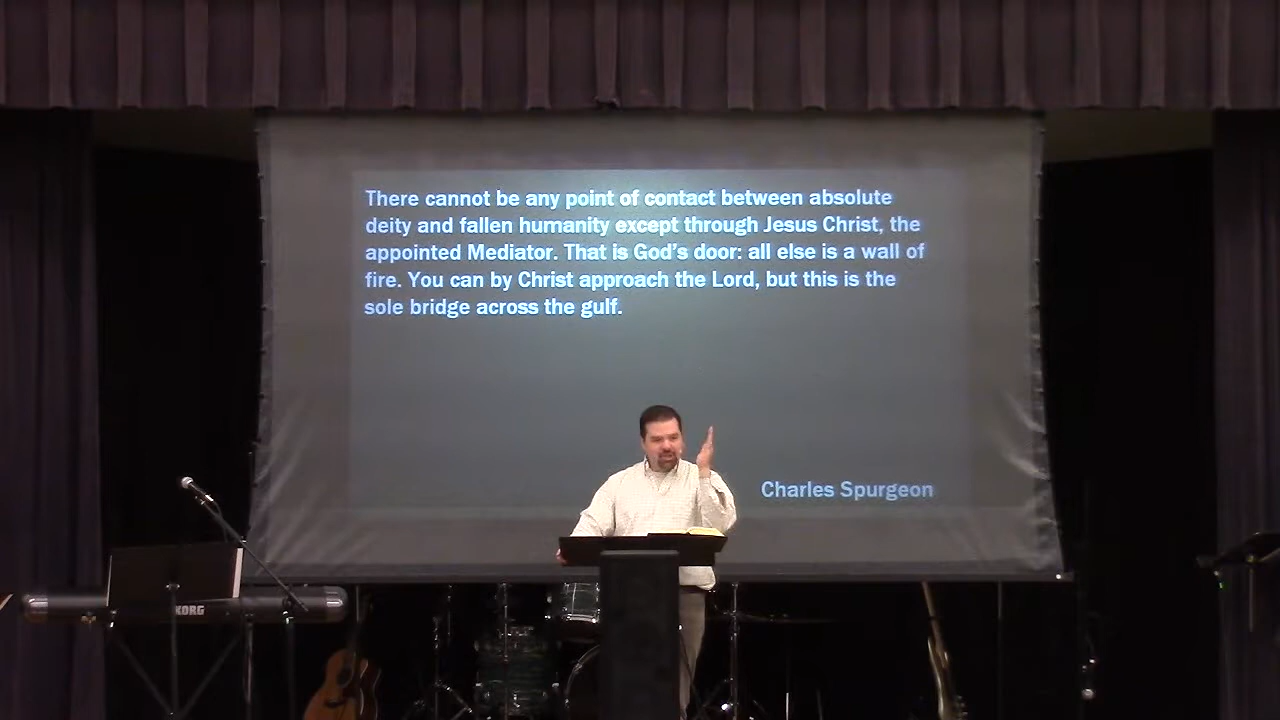 There cannot be any point of contact between absolute
deity and fallen humanity except through Jesus Christ, the
appointed Mediator. That is God's door: all else is a wall of
fire. You can by Christ approach the Lord, but this is the
sole bridge across the gulf.
Charles Spurgeon
KORG